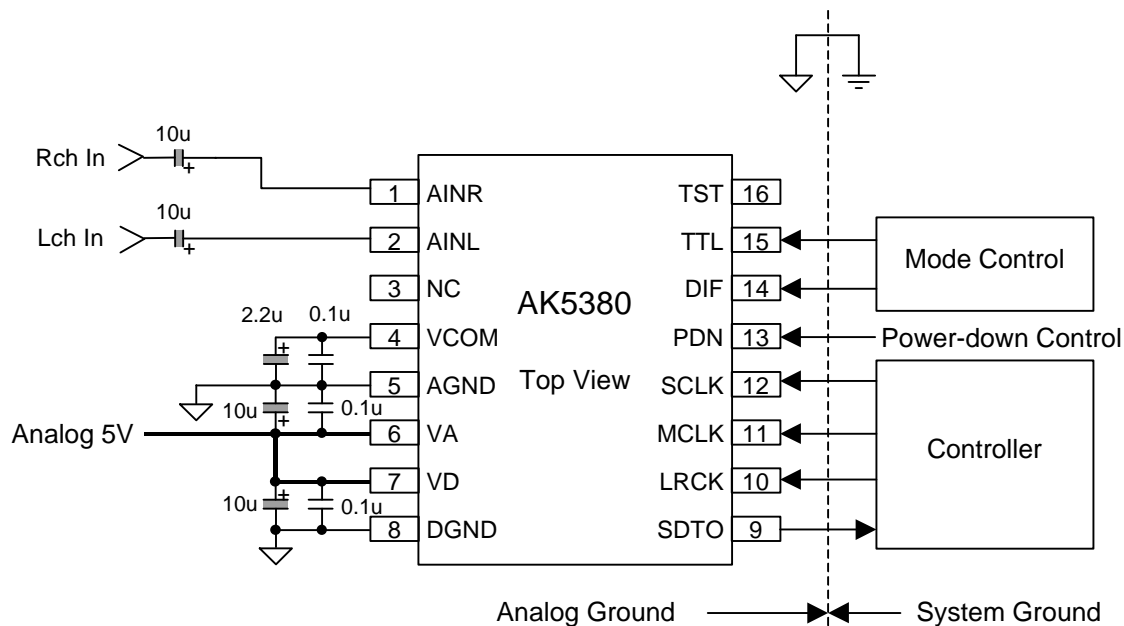 Rch In
10u
+
Lch In
10u
+
1 AINR
2 AINL
3 NC
4 VCOM
5 AGND
6 VA
7 VD
8 DGND
AK5380
Top View
TST 16
TTL 15
DIF 14
PDN 13
SCLK 12
MCLK 11
LRCK 10
SDTO 9
2.2u
+
0.1u
10u
+
0.1u
Analog 5V
10u
+
0.1u
Mode Control
Power-down Control
Controller
Analog Ground
System Ground